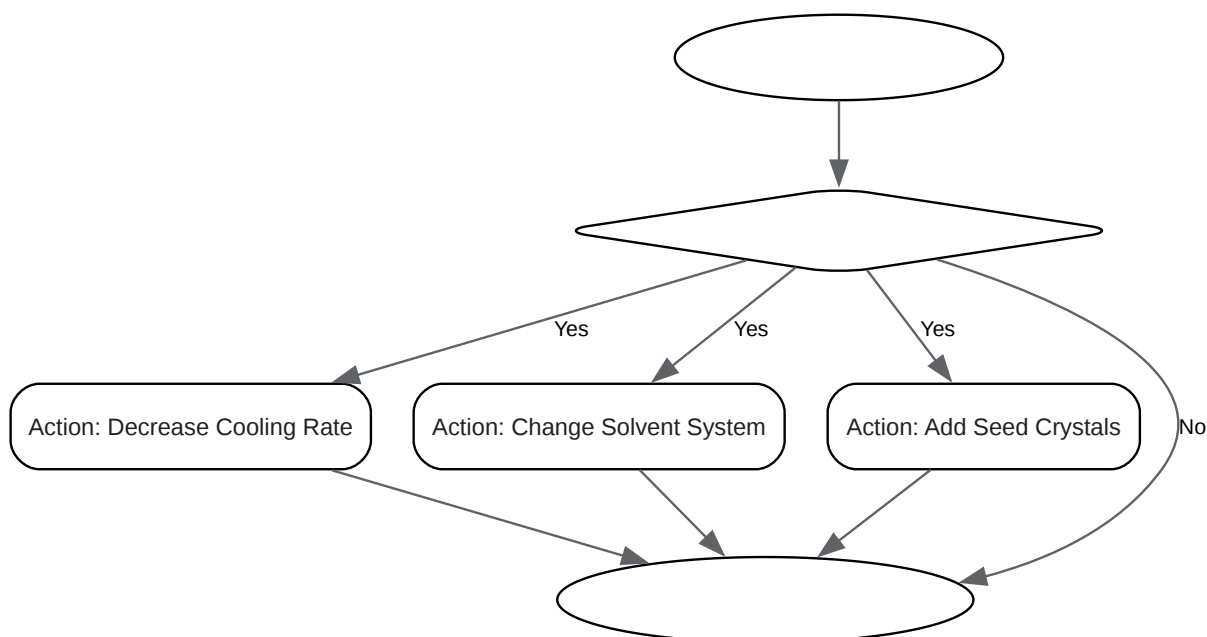 Yes
Yes
Yes
Action: Decrease Cooling Rate
Action: Change Solvent System
Action: Add Seed Crystals
No